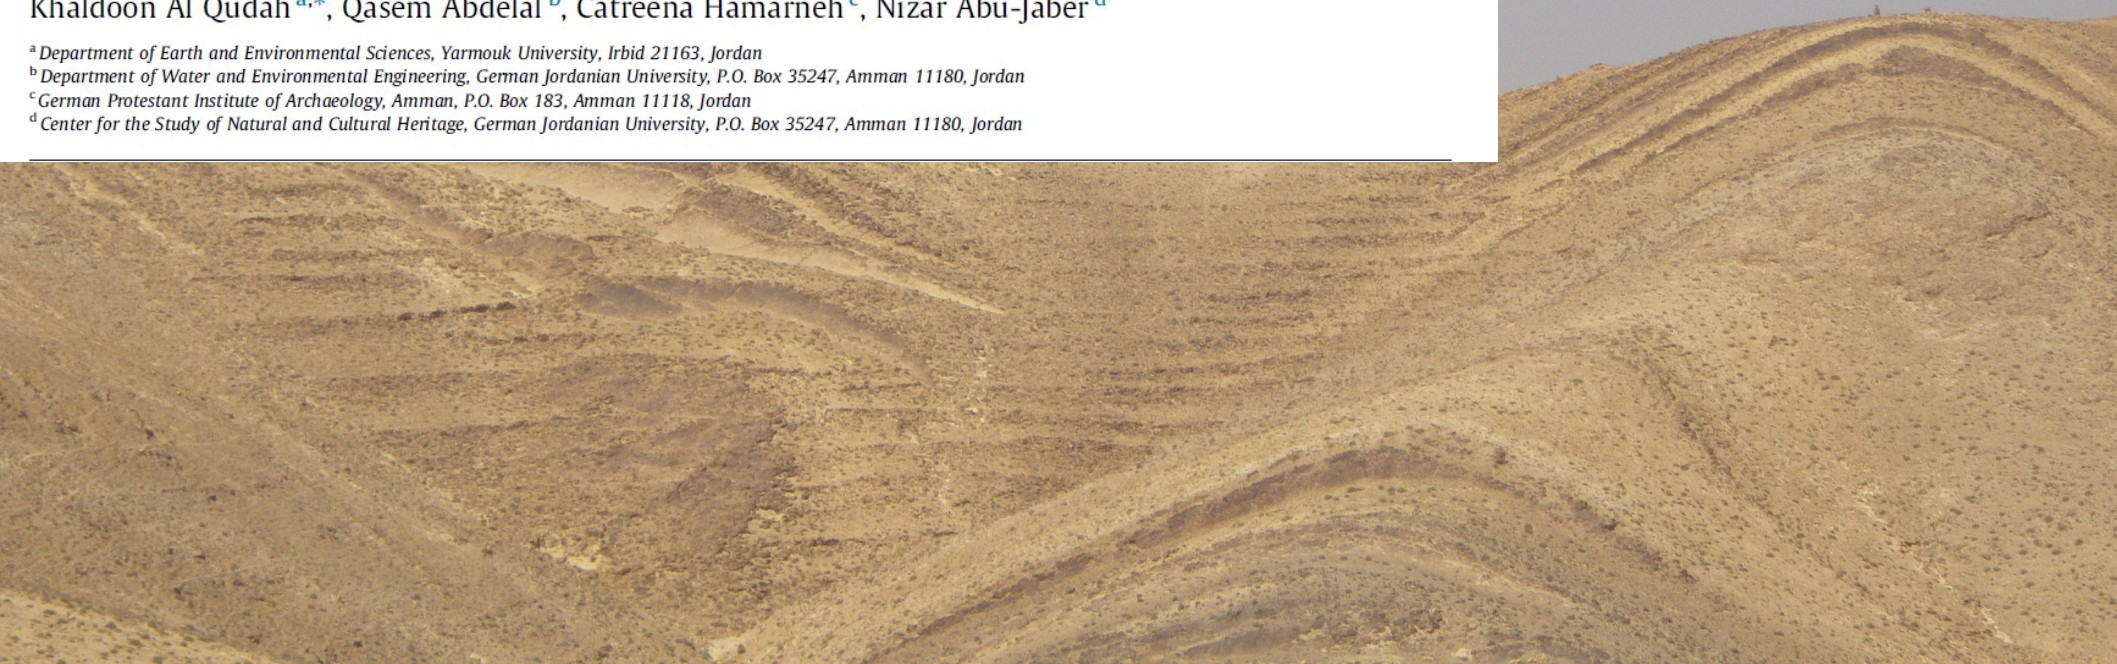 Khaldoon Al Qudah a,*, Qasem Abdelal b, Catreena Hamarneh c, Nizar Abu-Jaber d
a Department of Earth and Environmental Sciences, Yarmouk University, Irbid 21163, Jordan
b Department of Water and Environmental Engineering, German Jordanian University, P.O. Box 35247, Amman 11180, Jordan
c German Protestant Institute of Archaeology, Amman, P.O. Box 183, Amman 11118, Jordan
d Center for the Study of Natural and Cultural Heritage, German Jordanian University, P.O. Box 35247, Amman 11180, Jordan